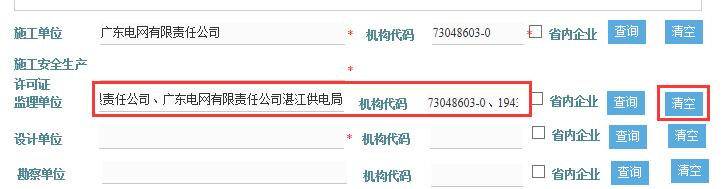 施工单位 广东电网有限责任公司 * 机构代码 73048603-0 * 省内企业 查询 清空
施工安全生产许可证 *
监理单位 责任公司、广东电网有限责任公司湛江供电局 机构代码 73048603-0、194 省内企业 查询 清空
设计单位 * 机构代码 省内企业 查询 清空
勘察单位 机构代码 省内企业 查询 清空